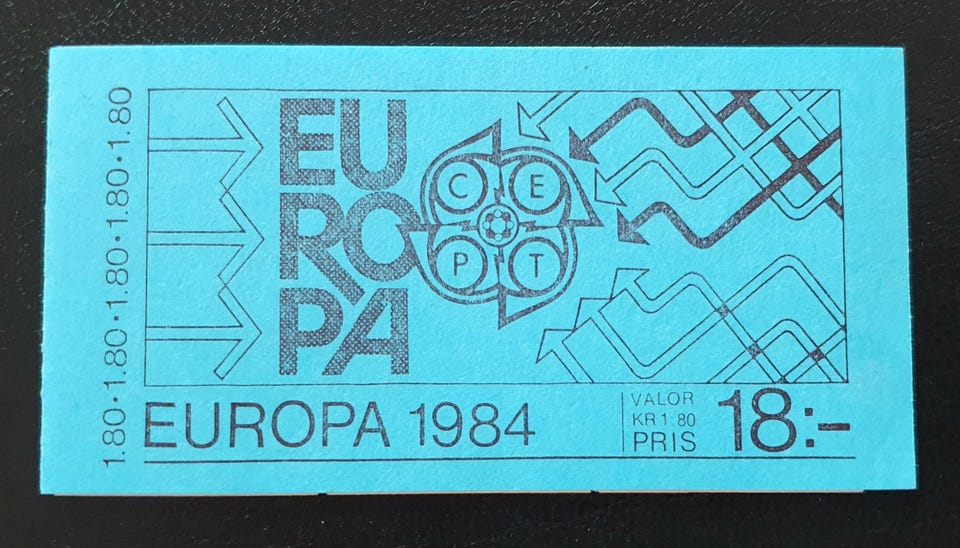 1.80·1.80·1.80·1.80·1.80
EU
RO
PA
C E
P T
EUROPA 1984
VALÖR
KR 1:80
PRIS
18:-